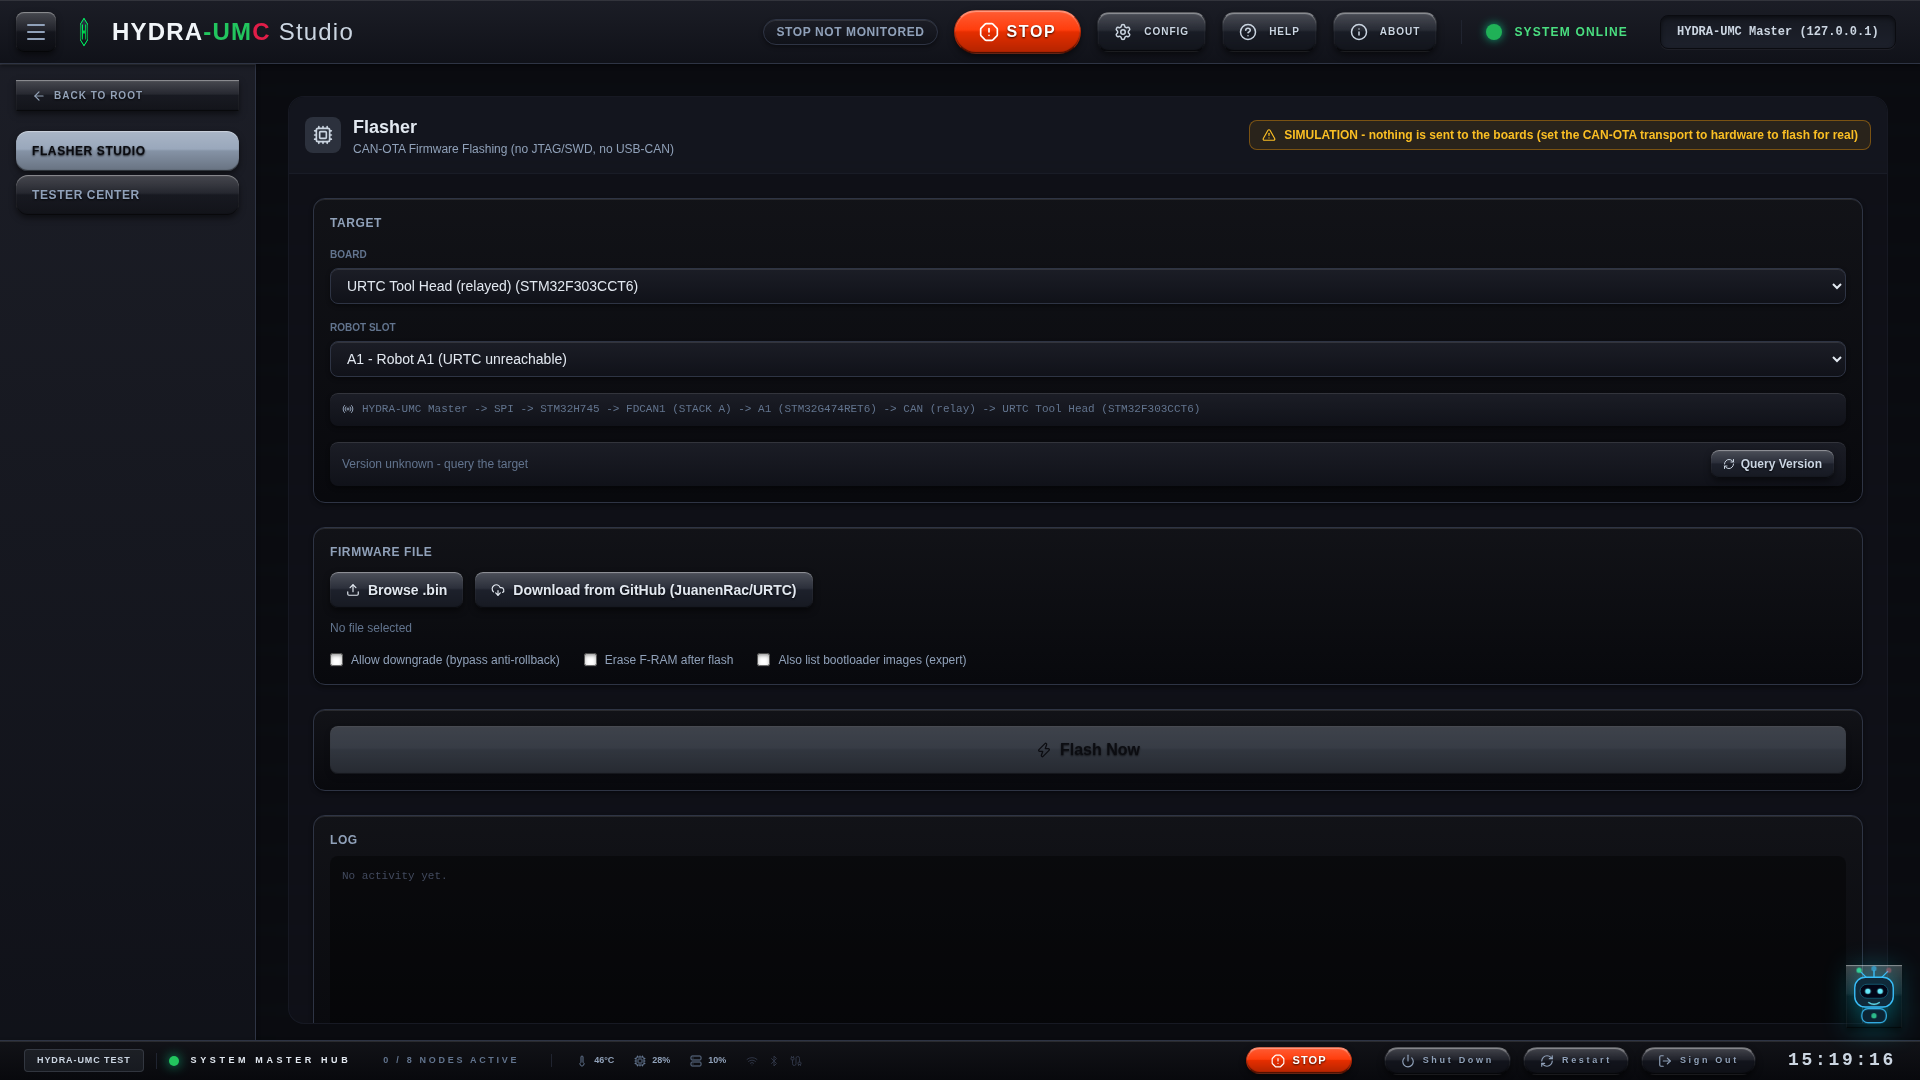 HYDRA-UMC Studio
STOP NOT MONITORED
STOP
CONFIG
HELP
ABOUT
SYSTEM ONLINE
HYDRA-UMC Master (127.0.0.1)
BACK TO ROOT
FLASHER STUDIO
TESTER CENTER
Flasher
CAN-OTA Firmware Flashing (no JTAG/SWD, no USB-CAN)
SIMULATION - nothing is sent to the boards (set the CAN-OTA transport to hardware to flash for real)
TARGET
BOARD
URTC Tool Head (relayed) (STM32F303CCT6)
ROBOT SLOT
A1 - Robot A1 (URTC unreachable)
HYDRA-UMC Master -> SPI -> STM32H745 -> FDCAN1 (STACK A) -> A1 (STM32G474RET6) -> CAN (relay) -> URTC Tool Head (STM32F303CCT6)
Version unknown - query the target
Query Version
FIRMWARE FILE
Browse .bin
Download from GitHub (JuanenRac/URTC)
No file selected
Allow downgrade (bypass anti-rollback)
Erase F-RAM after flash
Also list bootloader images (expert)
Flash Now
LOG
No activity yet.
HYDRA-UMC TEST
SYSTEM MASTER HUB
0 / 8 NODES ACTIVE
46°C
28%
10%
STOP
Shut Down
Restart
Sign Out
15:19:16